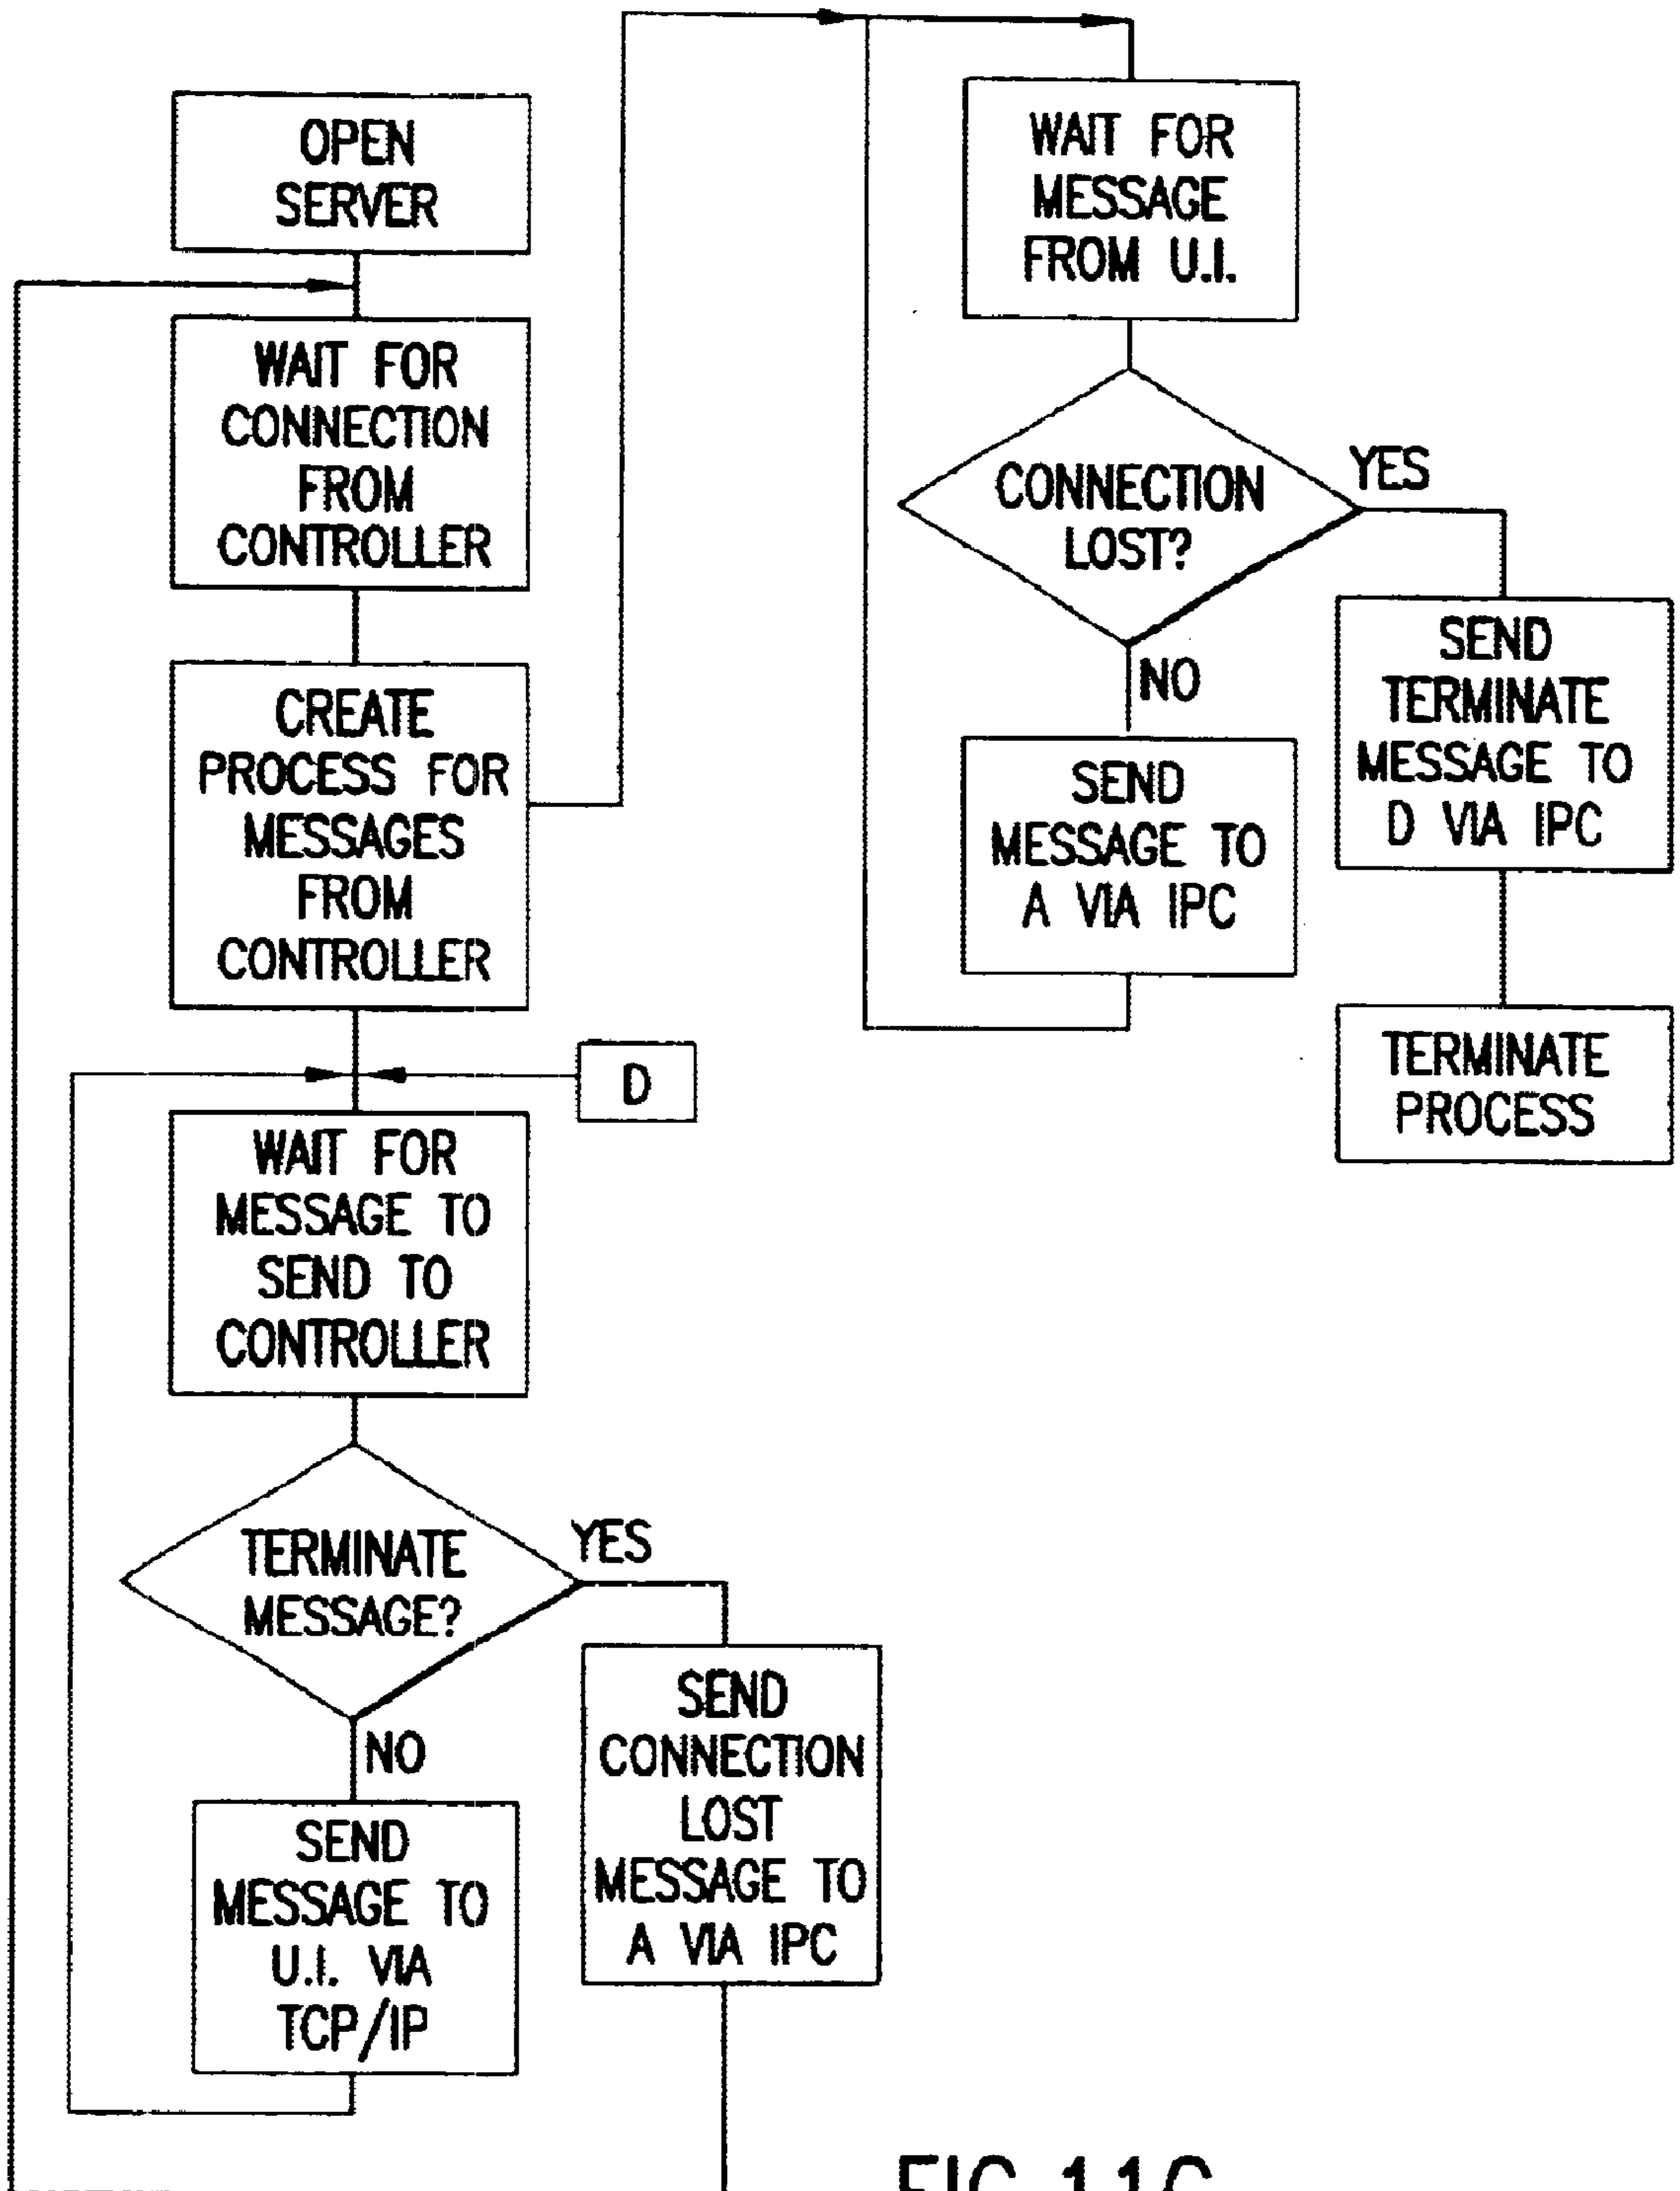 OPEN
SERVER
WAIT FOR
CONNECTION
FROM
CONTROLLER
CREATE
PROCESS FOR
MESSAGES
FROM
CONTROLLER
D
WAIT FOR
MESSAGE TO
SEND TO
CONTROLLER
TERMINATE
MESSAGE?
YES
NO
SEND
MESSAGE TO
U.I. VIA
TCP/IP
SEND
CONNECTION
LOST
MESSAGE TO
A VIA IPC
WAIT FOR
MESSAGE
FROM U.I.
CONNECTION
LOST?
YES
NO
SEND
MESSAGE TO
A VIA IPC
SEND
TERMINATE
MESSAGE TO
D VIA IPC
TERMINATE
PROCESS